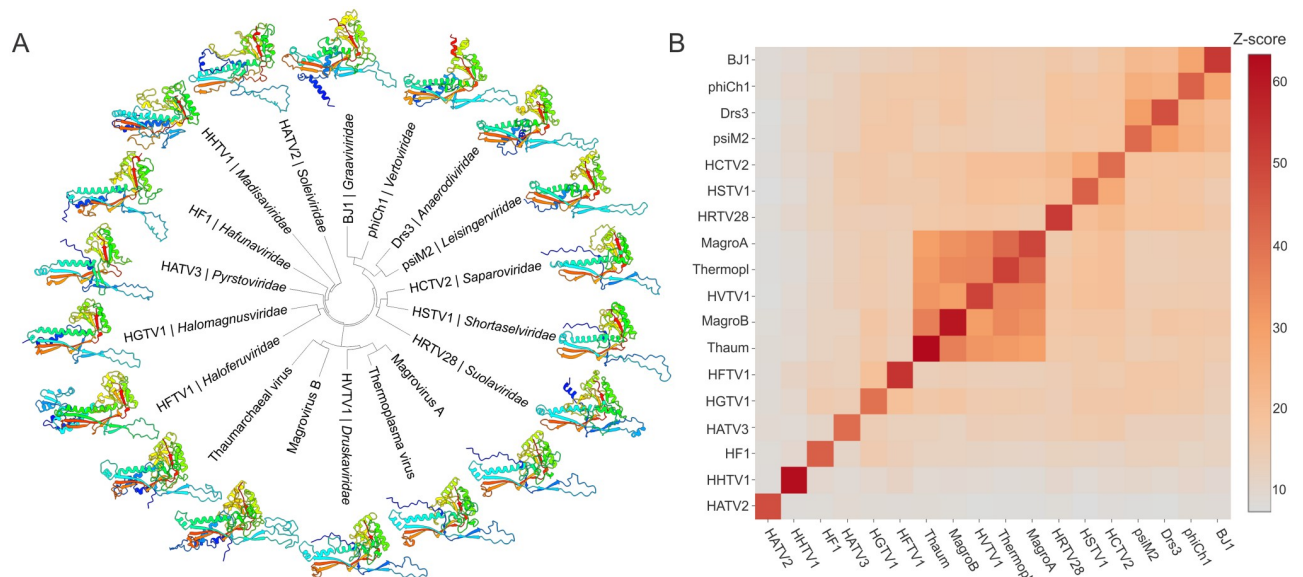 A
HHTV1 | Madisaviridae
HATV2 | Soleiviridae
BJ1 | Graaviridae
phiCh1 | Vertoviridae
Drs3 | Anaerodiviridae
psiM2 | Leisingerviridae
HCTV2 | Saparoviridae
HSTV1 | Shortaselviridae
HRTV28 | Suolaviridae
Magrovirus A
Thermoplasma virus
HVTV1 | Druskaviridae
Magrovirus B
Thaumarchaeal virus
HFTV1 | Haloferuviridae
HGTV1 | Halomagnusviridae
HATV3 | Pyrstoviridae
HF1 | Hafunaviridae
B
Z-score
60
50
40
30
20
10
BJ1
phiCh1
Drs3
psiM2
HCTV2
HSTV1
HRTV28
MagroA
Thermopl
HVTV1
MagroB
Thaum
HFTV1
HGTV1
HATV3
HF1
HHTV1
HATV2
HATV2
HHTV1
HF1
HATV3
HGTV1
HFTV1
Thaum
MagroB
HVTV1
Thermopl
MagroA
HRTV28
HSTV1
HCTV2
psiM2
Drs3
phiCh1
BJ1